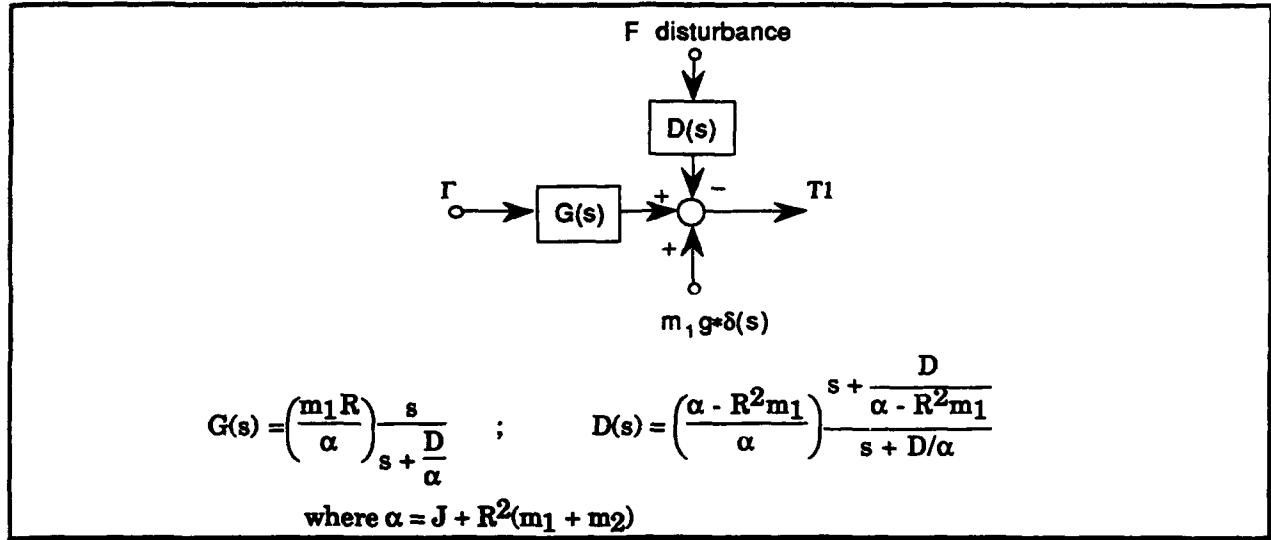 F disturbance
D(s)
Γ + − T1
G(s)
+
m₁g*δ(s)
G(s) = (m₁R/α) s/(s + D/α) ; D(s) = ((α - R²m₁)/α) (s + D/(α - R²m₁))/(s + D/α)
where α = J + R²(m₁ + m₂)